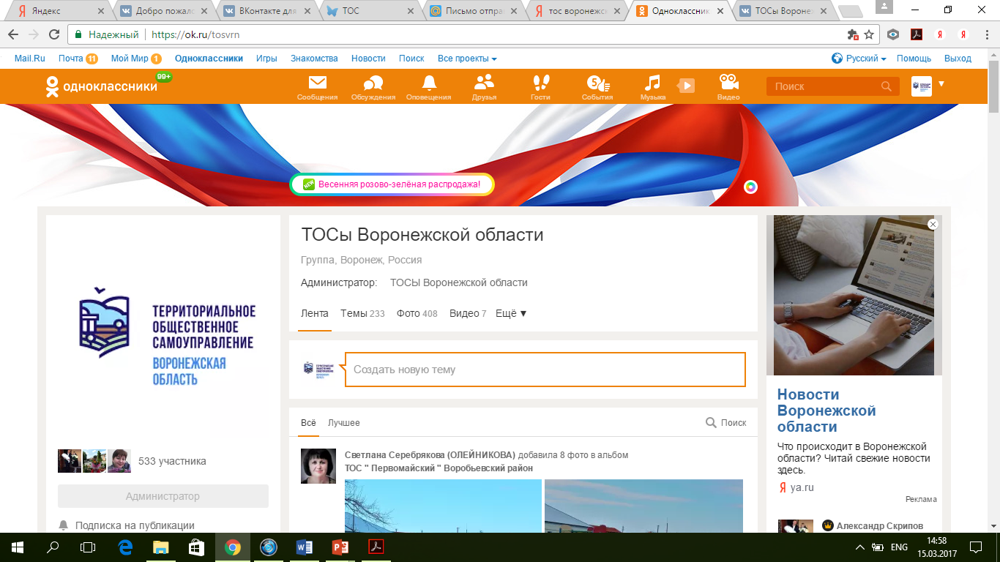 Яндекс
Добро пожал
ВКонтакте для
ТОС
Письмо отпра
тос воронежс
Одноклассник
ТОСы Вороне
Надежный
https://ok.ru/tosvrn
Mail.Ru
Почта 11
Мой Мир 1
Одноклассники
Игры
Знакомства
Новости
Поиск
Все проекты
Русский
Помощь
Выход
одноклассники
99+
Сообщения
Обсуждения
Оповещения
Друзья
Гости
5
События
Музыка
Видео
Поиск
NEW Весенняя розово-зелёная распродажа!
ТЕРРИТОРИАЛЬНОЕ
ОБЩЕСТВЕННОЕ
САМОУПРАВЛЕНИЕ
ВОРОНЕЖСКАЯ
ОБЛАСТЬ
533 участника
Администратор
Подписка на публикации
ТОСы Воронежской области
Группа, Воронеж, Россия
Администратор: ТОСЫ Воронежской области
Лента Темы 233 Фото 408 Видео 7 Ещё
Создать новую тему
Всё Лучшее Поиск
Светлана Серебрякова (ОЛЕЙНИКОВА) добавила 8 фото в альбом
ТОС " Первомайский " Воробьевский район
Новости
Воронежской
области
Что происходит в Воронежской
области? Читай свежие новости
здесь.
Я ya.ru
Реклама
Александр Скрипов
ENG
14:58
15.03.2017